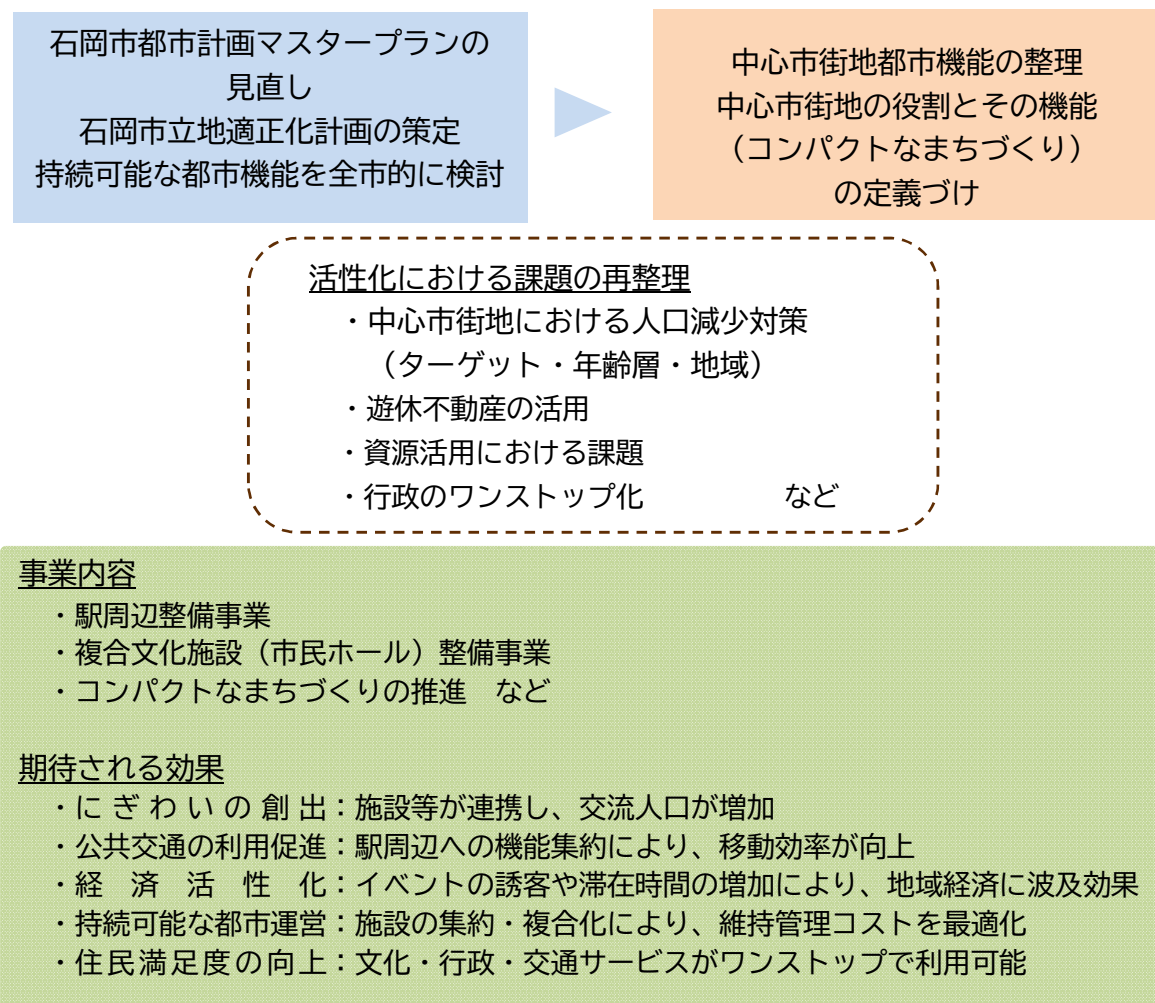 石岡市都市計画マスタープランの
見直し
石岡市立地適正化計画の策定
持続可能な都市機能を全市的に検討
中心市街地都市機能の整理
中心市街地の役割とその機能
（コンパクトなまちづくり）
の定義づけ
活性化における課題の再整理
・中心市街地における人口減少対策
（ターゲット・年齢層・地域）
・遊休不動産の活用
・資源活用における課題
・行政のワンストップ化　　　　　など
事業内容
・駅周辺整備事業
・複合文化施設（市民ホール）整備事業
・コンパクトなまちづくりの推進　など
期待される効果
・にぎわいの創出：施設等が連携し、交流人口が増加
・公共交通の利用促進：駅周辺への機能集約により、移動効率が向上
・経済活性化：イベントの誘客や滞在時間の増加により、地域経済に波及効果
・持続可能な都市運営：施設の集約・複合化により、維持管理コストを最適化
・住民満足度の向上：文化・行政・交通サービスがワンストップで利用可能